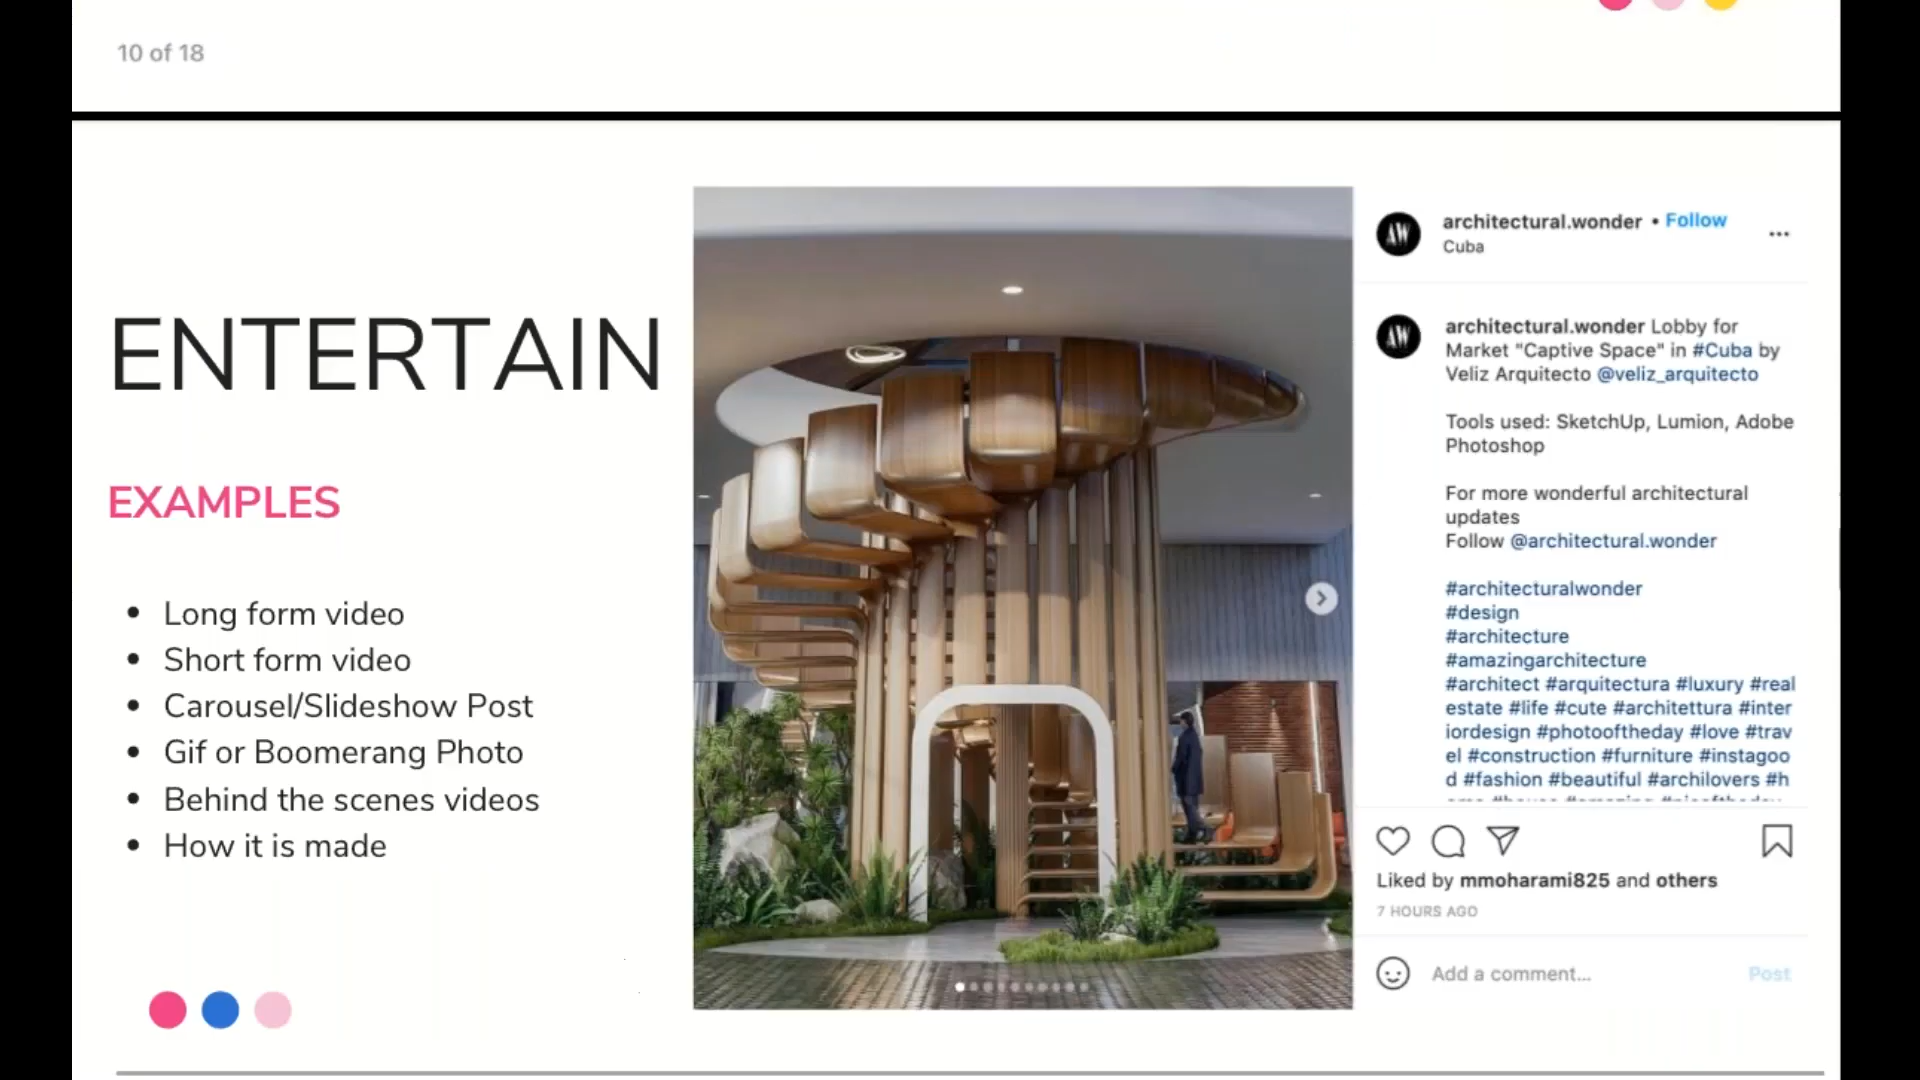 10 of 18
ENTERTAIN
EXAMPLES
• Long form video
• Short form video
• Carousel/Slideshow Post
• Gif or Boomerang Photo
• Behind the scenes videos
• How it is made
AW
architectural.wonder • Follow
Cuba
AW
architectural.wonder Lobby for
Market "Captive Space" in #Cuba by
Veliz Arquitecto @veliz_arquitecto
Tools used: SketchUp, Lumion, Adobe
Photoshop
For more wonderful architectural
updates
Follow @architectural.wonder
#architecturalwonder
#design
#architecture
#amazingarchitecture
#architect #arquitectura #luxury #real
estate #life #cute #architettura #inter
iordesign #photooftheday #love #trav
el #construction #furniture #instagoo
d #fashion #beautiful #archilovers #h
Liked by mmoharami825 and others
7 HOURS AGO
Add a comment...
Post